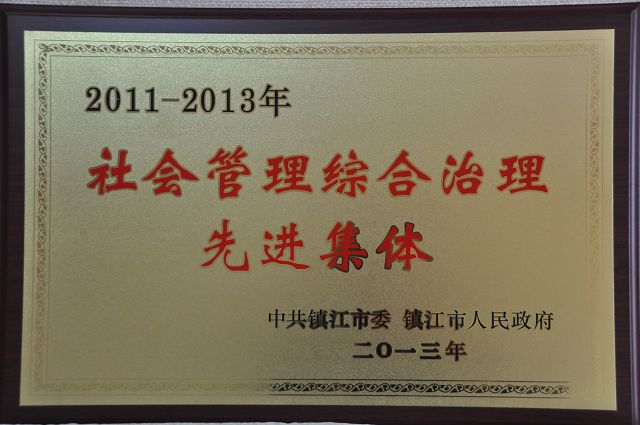 2011-2013年
社会管理综合治理
先进集体
中共镇江市委 镇江市人民政府
二〇一三年